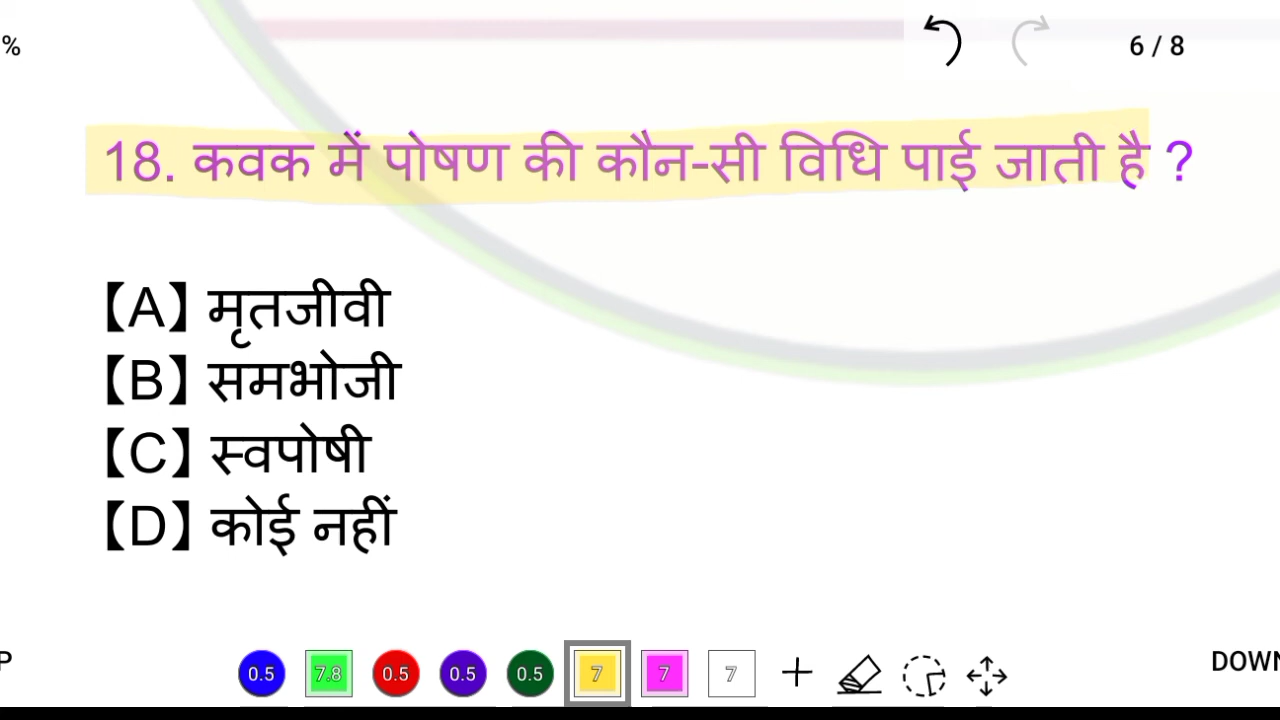 %
6 / 8
18. कवक में पोषण की कौन-सी विधि पाई जाती है ?
【A】 मृतजीवी
【B】 समभोजी
【C】 स्वपोषी
【D】 कोई नहीं
P
0.5 7.8 0.5 0.5 0.5 7 7 7
DOWN